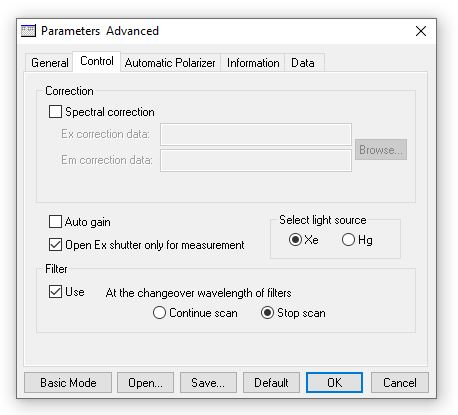 Parameters Advanced
General Control Automatic Polarizer Information Data
Correction
Spectral correction
Ex correction data:
Em correction data:
Browse...
Auto gain
Open Ex shutter only for measurement
Select light source
Xe Hg
Filter
Use At the changeover wavelength of filters
Continue scan Stop scan
Basic Mode Open... Save... Default OK Cancel